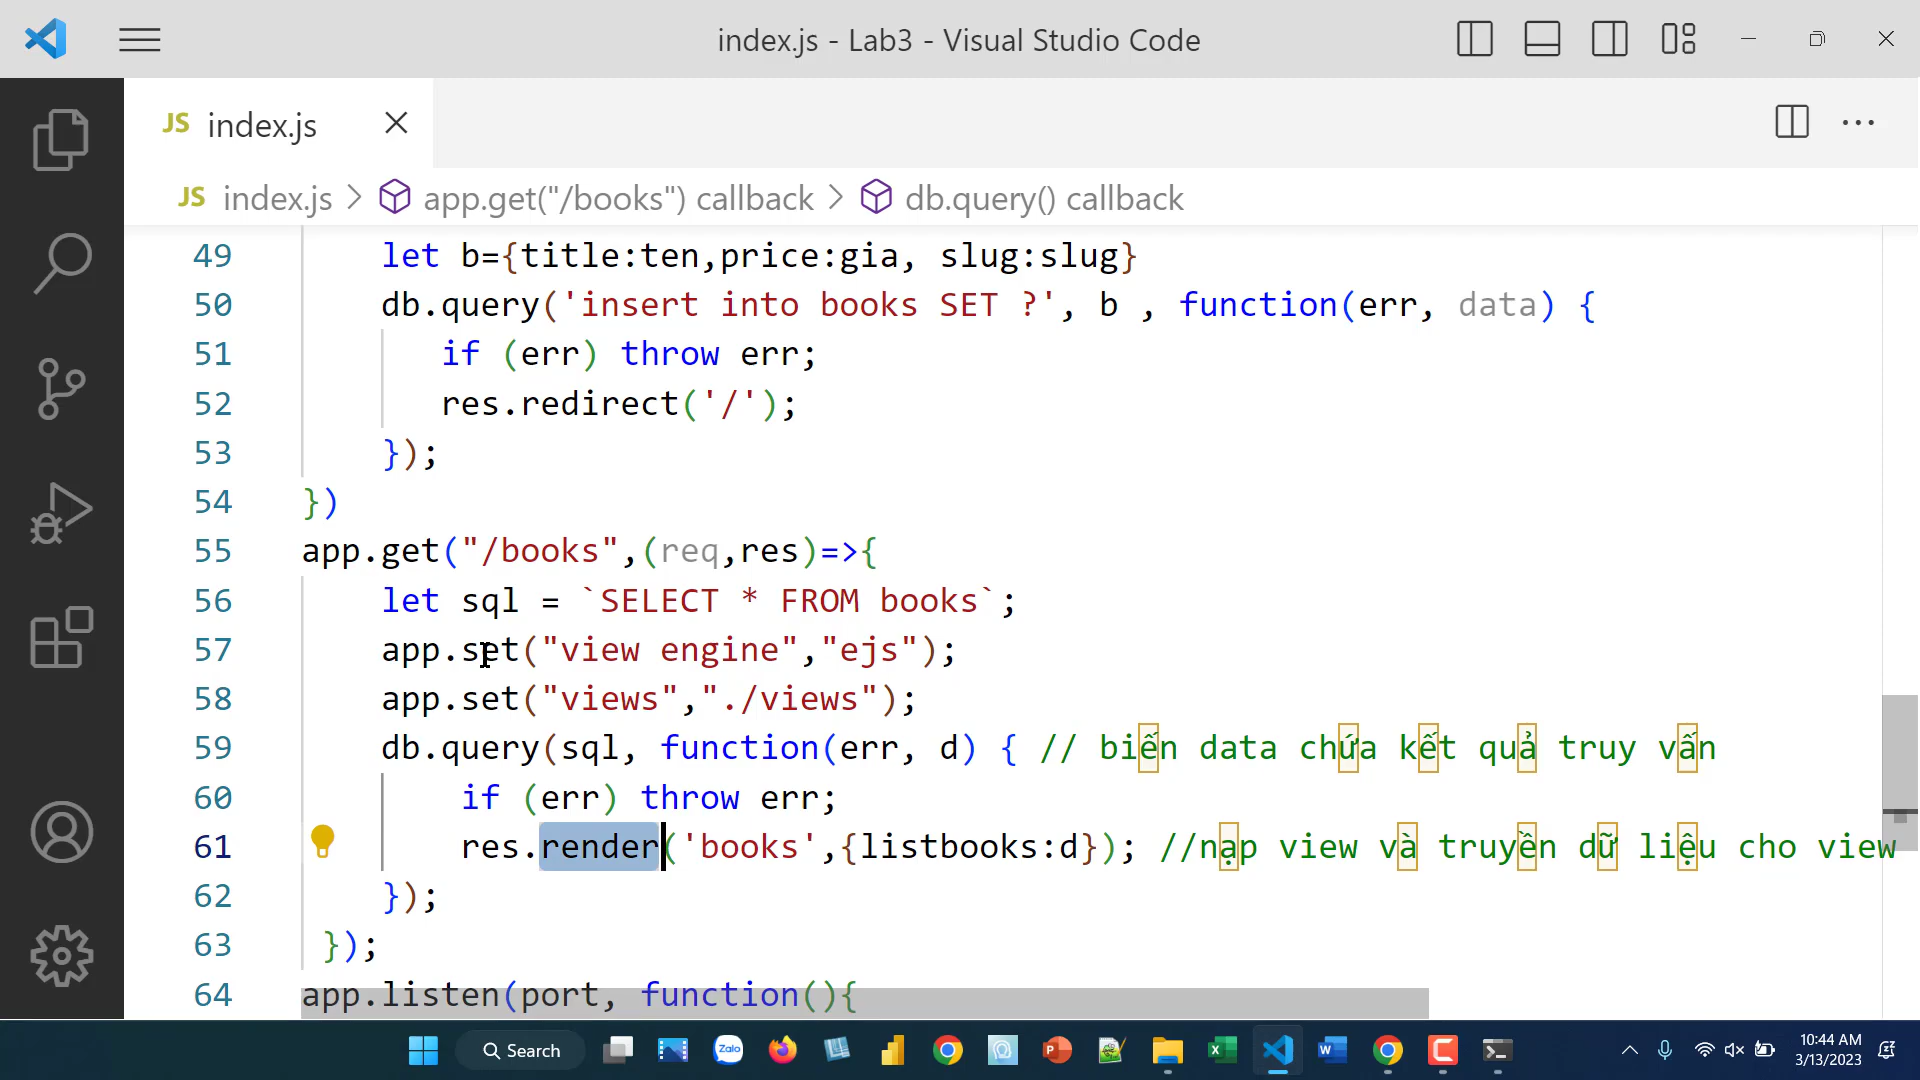 index.js - Lab3 - Visual Studio Code
JS index.js
JS index.js > app.get("/books") callback > db.query() callback
49 let b={title:ten,price:gia, slug:slug}
50 db.query('insert into books SET ?', b , function(err, data) {
51 if (err) throw err;
52 res.redirect('/');
53 });
54 })
55 app.get("/books",(req,res)=>{
56 let sql = `SELECT * FROM books`;
57 app.set("view engine","ejs");
58 app.set("views","./views");
59 db.query(sql, function(err, d) { // biến data chứa kết quả truy vấn
60 if (err) throw err;
61 res.render('books',{listbooks:d}); //nạp view và truyền dữ liệu cho view
62 });
63 });
64 app.listen(port, function(){
Search
Zalo
10:44 AM
3/13/2023